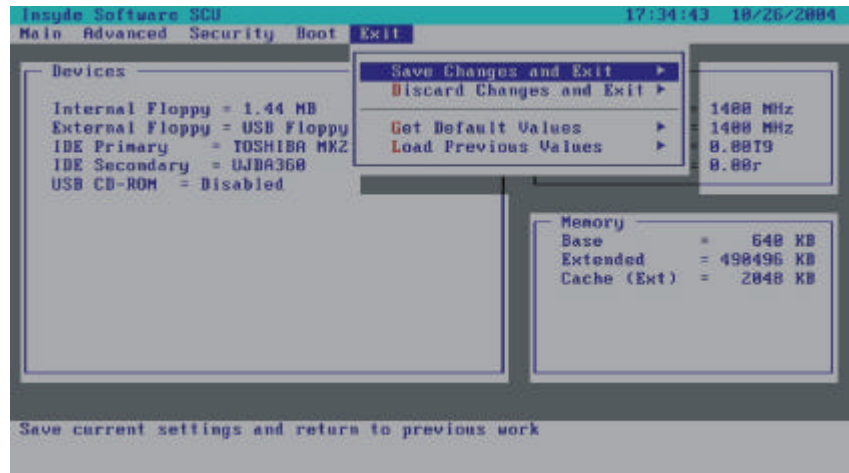 Insyde Software SCU 17:34:43 10/26/2004
Main Advanced Security Boot Exit
Save Changes and Exit
Discard Changes and Exit
Get Default Values
Load Previous Values
Devices
Internal Floppy = 1.44 MB
External Floppy = USB Floppy
IDE Primary = TOSHIBA MK2
IDE Secondary = UJDA360
USB CD-ROM = Disabled
= 1400 MHz
= 1400 MHz
= 0.00T9
= 0.00r
Memory
Base = 640 KB
Extended = 490496 KB
Cache (Ext) = 2048 KB
Save current settings and return to previous work